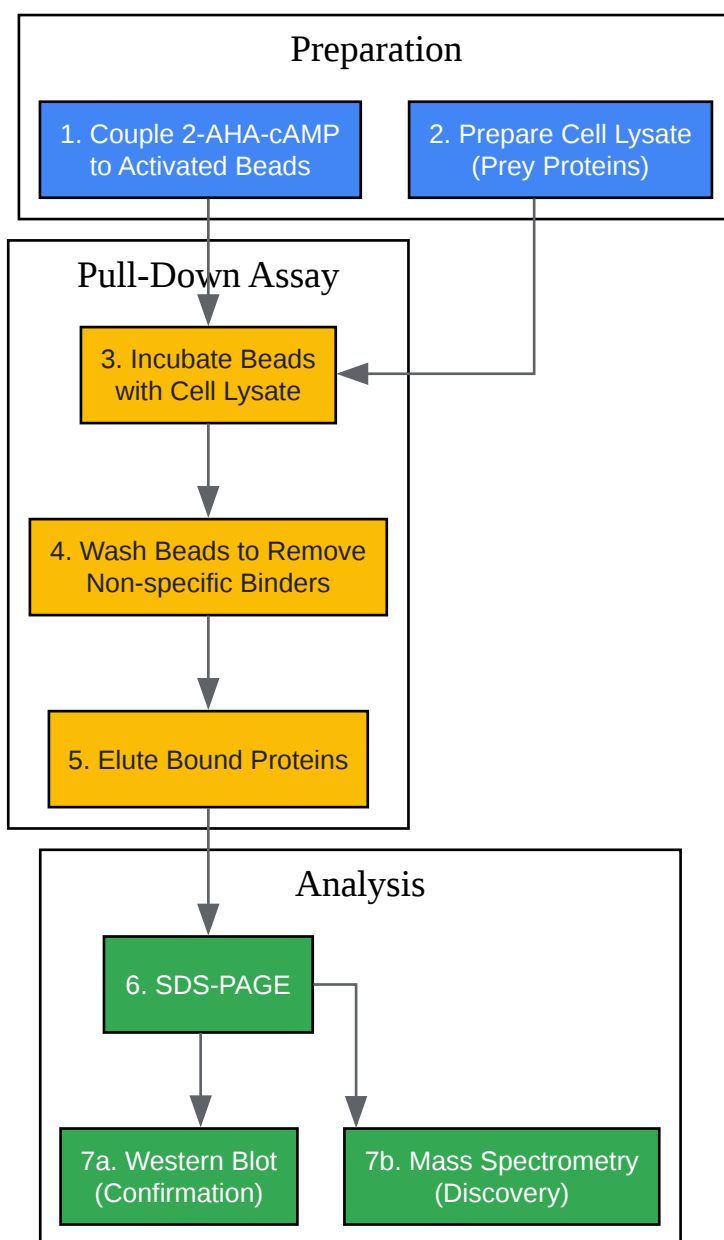 Preparation
1. Couple 2-AHA-cAMP
to Activated Beads
2. Prepare Cell Lysate
(Prey Proteins)
Pull-Down Assay
3. Incubate Beads
with Cell Lysate
4. Wash Beads to Remove
Non-specific Binders
5. Elute Bound Proteins
Analysis
6. SDS-PAGE
7a. Western Blot
(Confirmation)
7b. Mass Spectrometry
(Discovery)